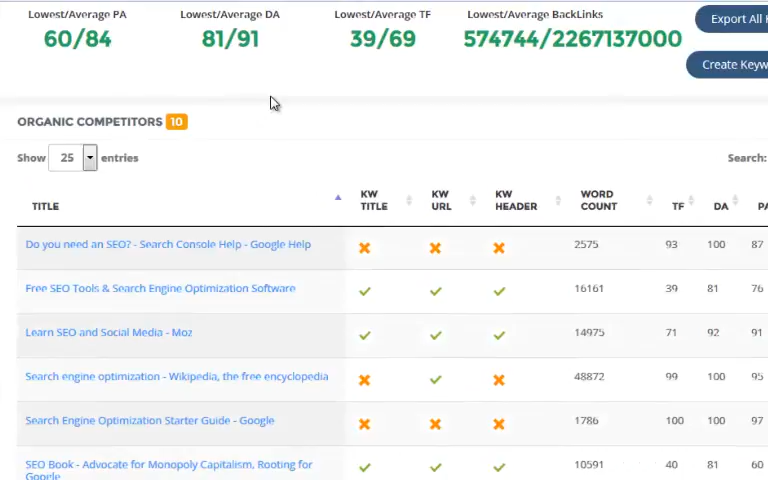 Lowest/Average PA
60/84
Lowest/Average DA
81/91
Lowest/Average TF
39/69
Lowest/Average BackLinks
574744/2267137000
Export All
Create Keyw
ORGANIC COMPETITORS 10
Show 25 entries
Search:
TITLE
KW TITLE
KW URL
KW HEADER
WORD COUNT
TF
DA
PA
Do you need an SEO? - Search Console Help - Google Help 2575 93 100 87
Free SEO Tools & Search Engine Optimization Software 16161 39 81 76
Learn SEO and Social Media - Moz 14975 71 92 91
Search engine optimization - Wikipedia, the free encyclopedia 48872 99 100 95
Search Engine Optimization Starter Guide - Google 1786 100 100 97
SEO Book - Advocate for Monopoly Capitalism, Rooting for 10591 40 81 60
Google